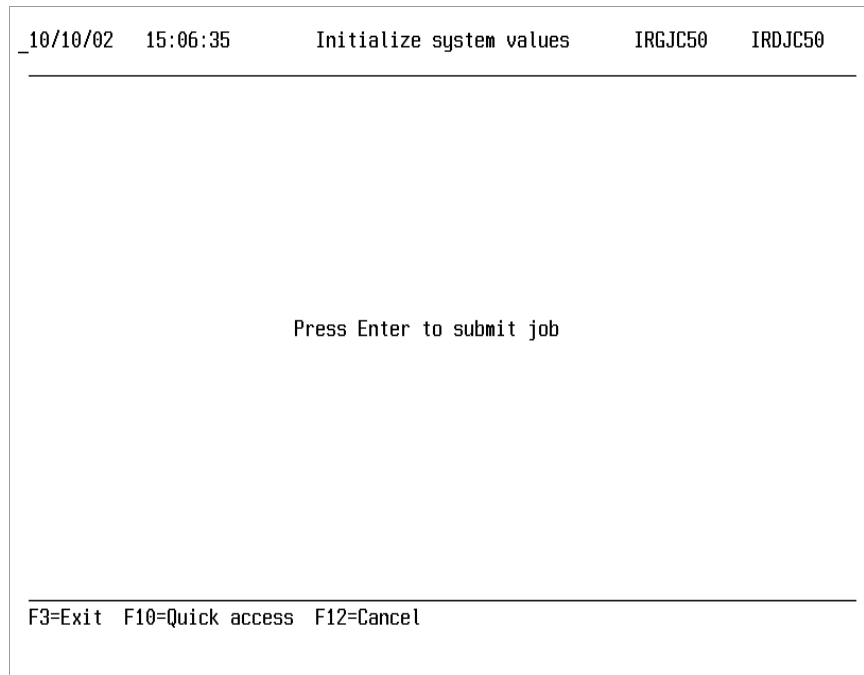 _10/10/02 15:06:35 Initialize system values IRGJC50 IRDJC50
Press Enter to submit job
F3=Exit F10=Quick access F12=Cancel